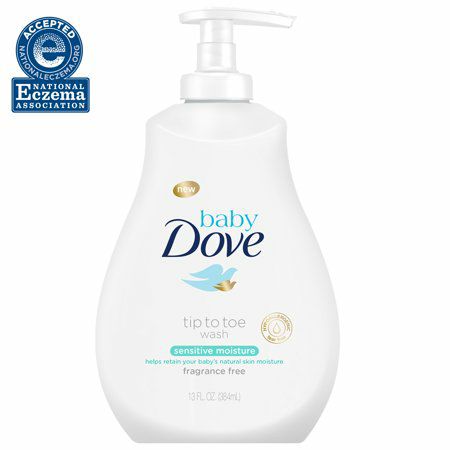 ACCEPTED
NATIONALECZEMA.ORG
e
NATIONAL
ECZEMA
ASSOCIATION
new
baby
Dove
tip to toe
wash
HYPOALLERGENIC
sensitive moisture
helps retain your baby's natural skin moisture
fragrance free
13 FL. OZ. (384mL)